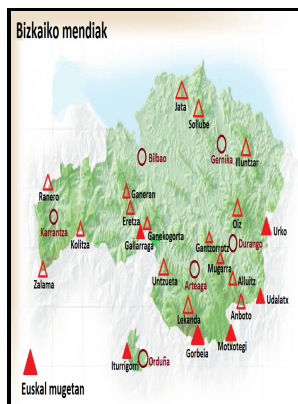 Bizkaiko mendiak
Jata
Sollube
Bilbao
Gernika
Illuntzar
Ranero
Ganeran
Karrantza
Eretza
Oiz
Urko
Kolitza
Ganekogorta
Gallarraga
Gantzorrotz
Durango
Mugarra
Zalama
Untzueta
Arteaga
Alluitz
Udalatx
Lekanda
Anboto
Gorbeia
Motxotegi
Iturrigorri
Orduña
Euskal mugetan